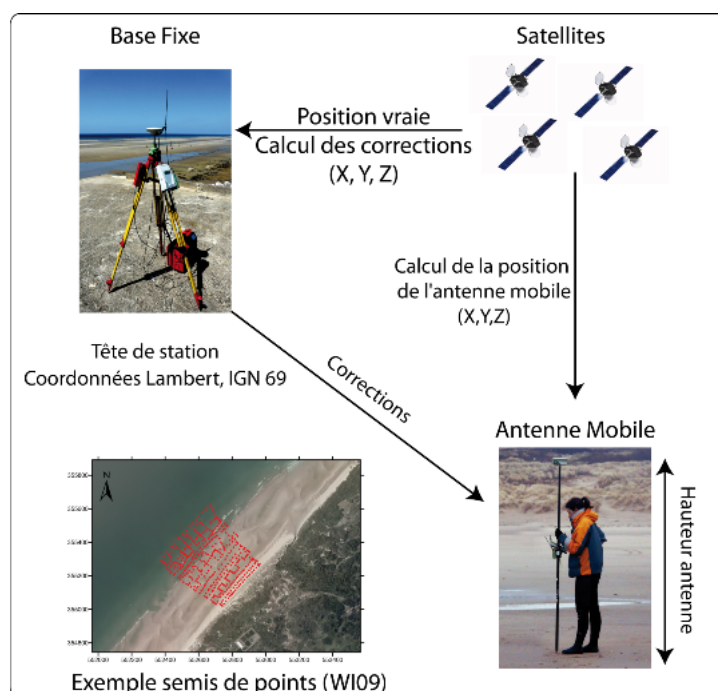 Base Fixe
Satellites
Position vraie
Calcul des corrections
(X, Y, Z)
Calcul de la position
de l'antenne mobile
(X,Y,Z)
Tête de station
Coordonnées Lambert, IGN 69
Corrections
Antenne Mobile
Hauteur antenne
N
Exemple semis de points (WI09)